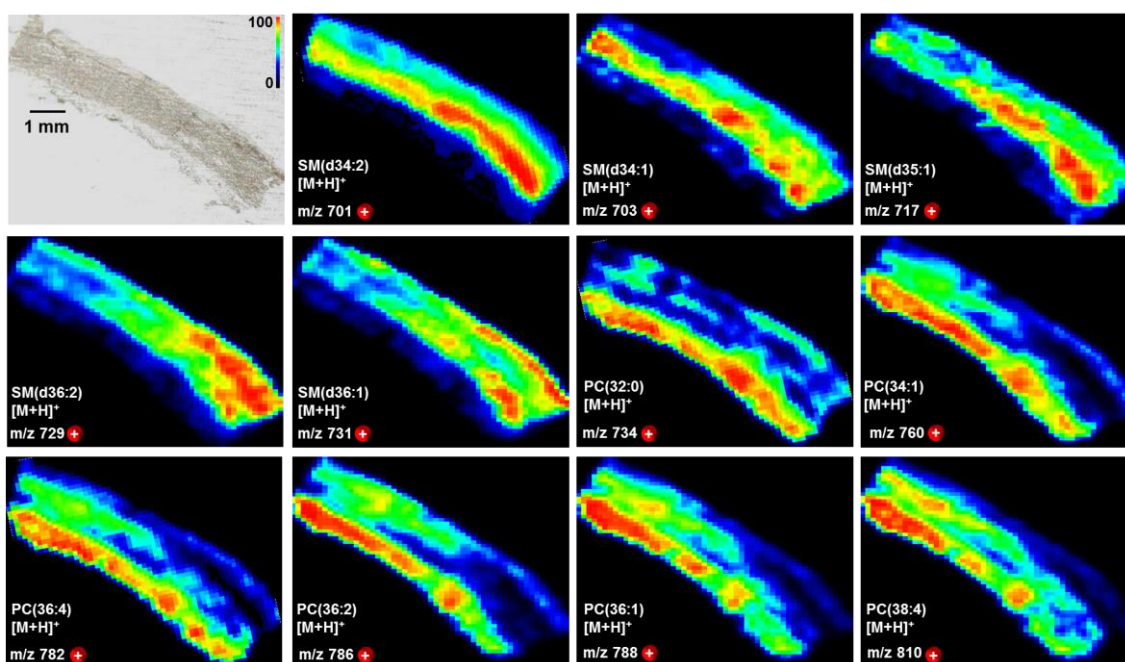 100
0
1 mm
SM(d34:2)
[M+H]⁺
m/z 701 +
SM(d34:1)
[M+H]⁺
m/z 703 +
SM(d35:1)
[M+H]⁺
m/z 717 +
SM(d36:2)
[M+H]⁺
m/z 729 +
SM(d36:1)
[M+H]⁺
m/z 731 +
PC(32:0)
[M+H]⁺
m/z 734 +
PC(34:1)
[M+H]⁺
m/z 760 +
PC(36:4)
[M+H]⁺
m/z 782 +
PC(36:2)
[M+H]⁺
m/z 786 +
PC(36:1)
[M+H]⁺
m/z 788 +
PC(38:4)
[M+H]⁺
m/z 810 +